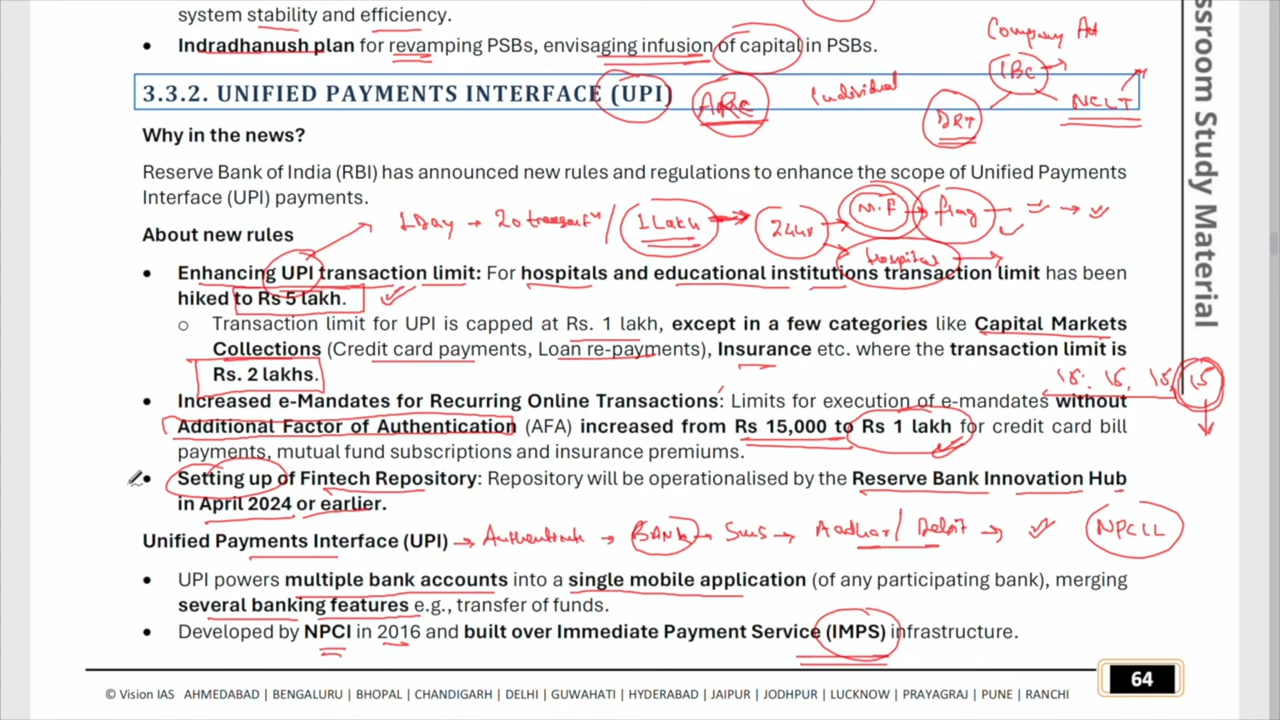 system stability and efficiency.
• Indradhanush plan for revamping PSBs, envisaging infusion of capital in PSBs.
Company Act
IBC
3.3.2. UNIFIED PAYMENTS INTERFACE (UPI)
ARC
Individual
DRT
NCLT
Why in the news?
Reserve Bank of India (RBI) has announced new rules and regulations to enhance the scope of Unified Payments
Interface (UPI) payments.
1 Day → 20 /
1 Lakh
24hr
M.F
Hospital
About new rules
• Enhancing UPI transaction limit: For hospitals and educational institutions transaction limit has been
hiked to Rs 5 lakh.
o Transaction limit for UPI is capped at Rs. 1 lakh, except in a few categories like Capital Markets
Collections (Credit card payments, Loan re-payments), Insurance etc. where the transaction limit is
Rs. 2 lakhs.
15
• Increased e-Mandates for Recurring Online Transactions: Limits for execution of e-mandates without
Additional Factor of Authentication (AFA) increased from Rs 15,000 to Rs 1 lakh for credit card bill
payments, mutual fund subscriptions and insurance premiums.
• Setting up of Fintech Repository: Repository will be operationalised by the Reserve Bank Innovation Hub
in April 2024 or earlier.
Unified Payments Interface (UPI) → Authenticate → BANK → SMS → Aadhar / Debit →
• UPI powers multiple bank accounts into a single mobile application (of any participating bank), merging
several banking features e.g., transfer of funds.
• Developed by NPCI in 2016 and built over Immediate Payment Service (IMPS) infrastructure.
© Vision IAS AHMEDABAD | BENGALURU | BHOPAL | CHANDIGARH | DELHI | GUWAHATI | HYDERABAD | JAIPUR | JODHPUR | LUCKNOW | PRAYAGRAJ | PUNE | RANCHI
64
ssroom Study Material